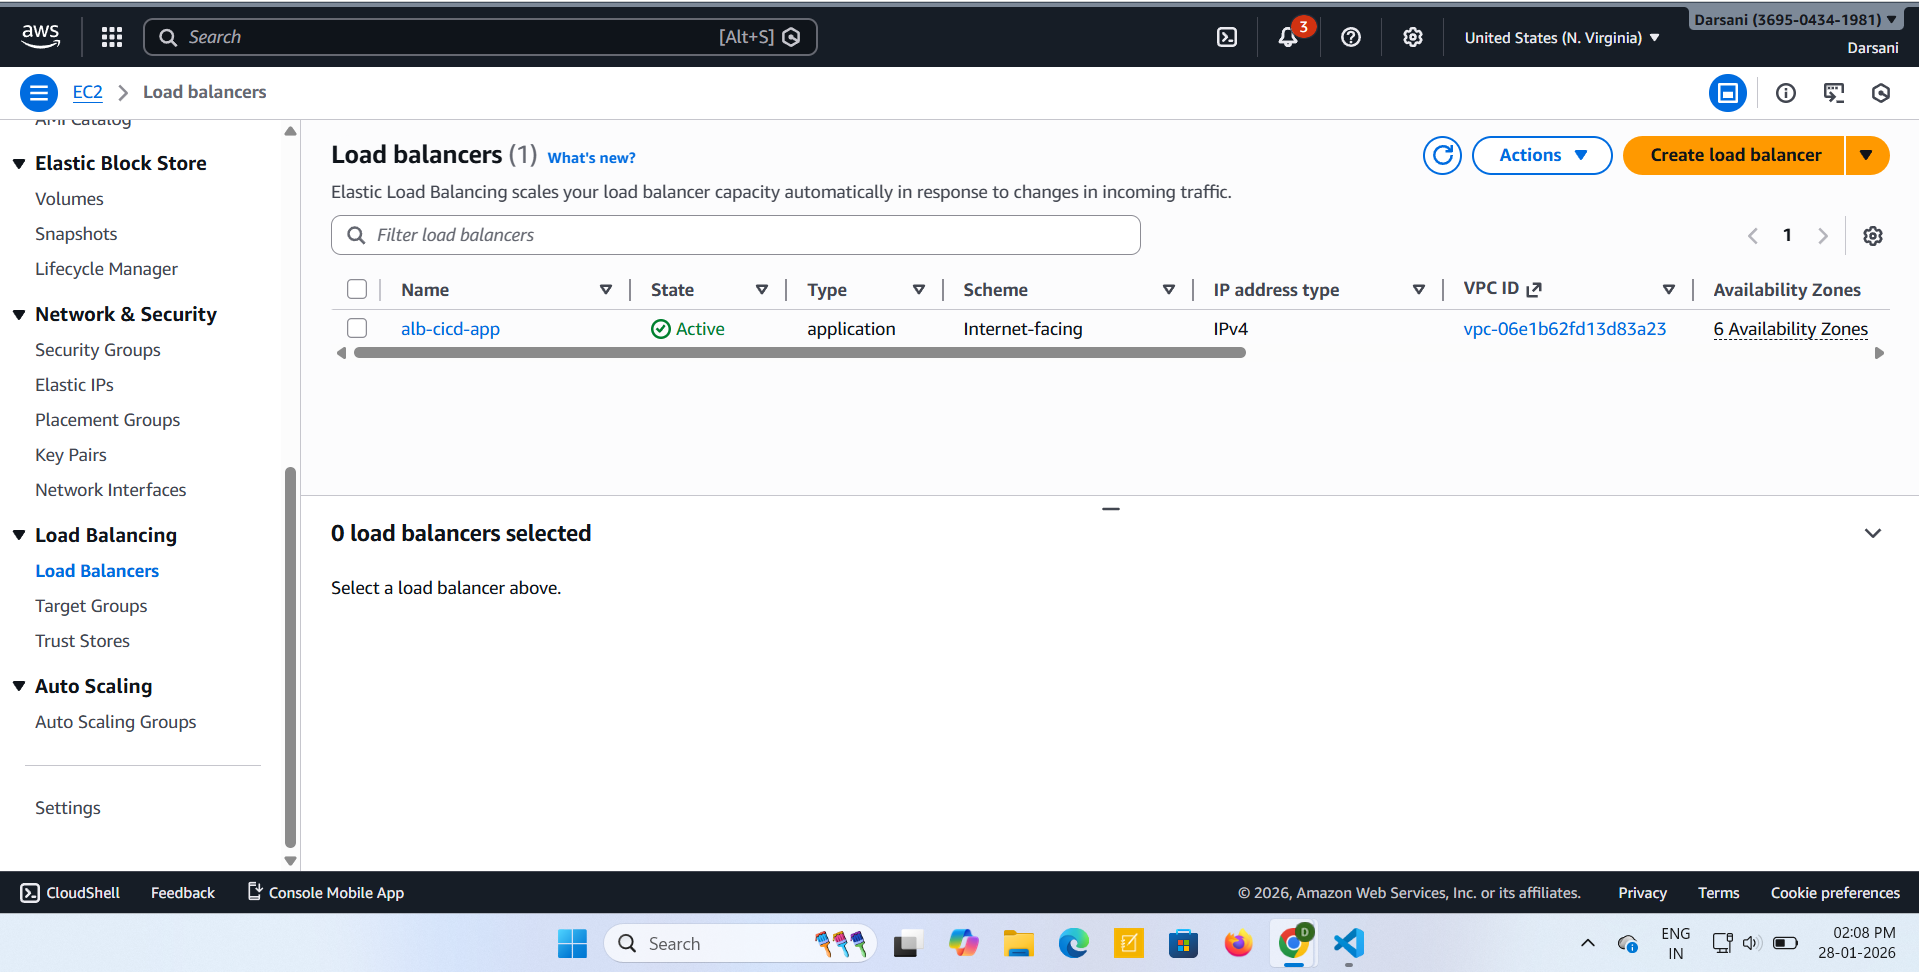 aws
Search
[Alt+S]
3
United States (N. Virginia)
Darsani (3695-0434-1981)
Darsani
EC2
Load balancers
AMI Catalog
Elastic Block Store
Volumes
Snapshots
Lifecycle Manager
Network & Security
Security Groups
Elastic IPs
Placement Groups
Key Pairs
Network Interfaces
Load Balancing
Load Balancers
Target Groups
Trust Stores
Auto Scaling
Auto Scaling Groups
Settings
Load balancers (1) What's new?
Actions
Create load balancer
Elastic Load Balancing scales your load balancer capacity automatically in response to changes in incoming traffic.
Filter load balancers
1
Name State Type Scheme IP address type VPC ID Availability Zones
alb-cicd-app Active application Internet-facing IPv4 vpc-06e1b62fd13d83a23 6 Availability Zones
0 load balancers selected
Select a load balancer above.
CloudShell Feedback Console Mobile App
© 2026, Amazon Web Services, Inc. or its affiliates. Privacy Terms Cookie preferences
Search
D
ENG
IN
02:08 PM
28-01-2026